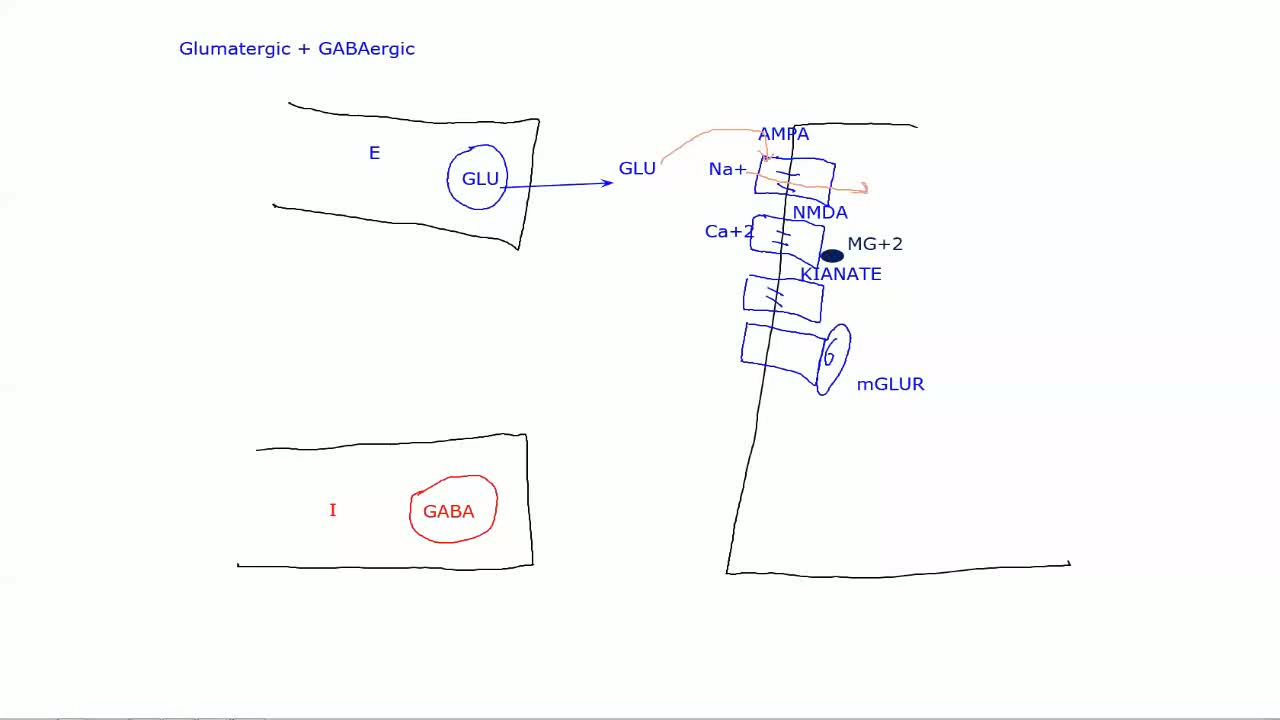 Glumatergic + GABAergic
E
GLU
GLU
AMPA
Na+
NMDA
Ca+2
MG+2
KIANATE
G
mGLUR
I
GABA